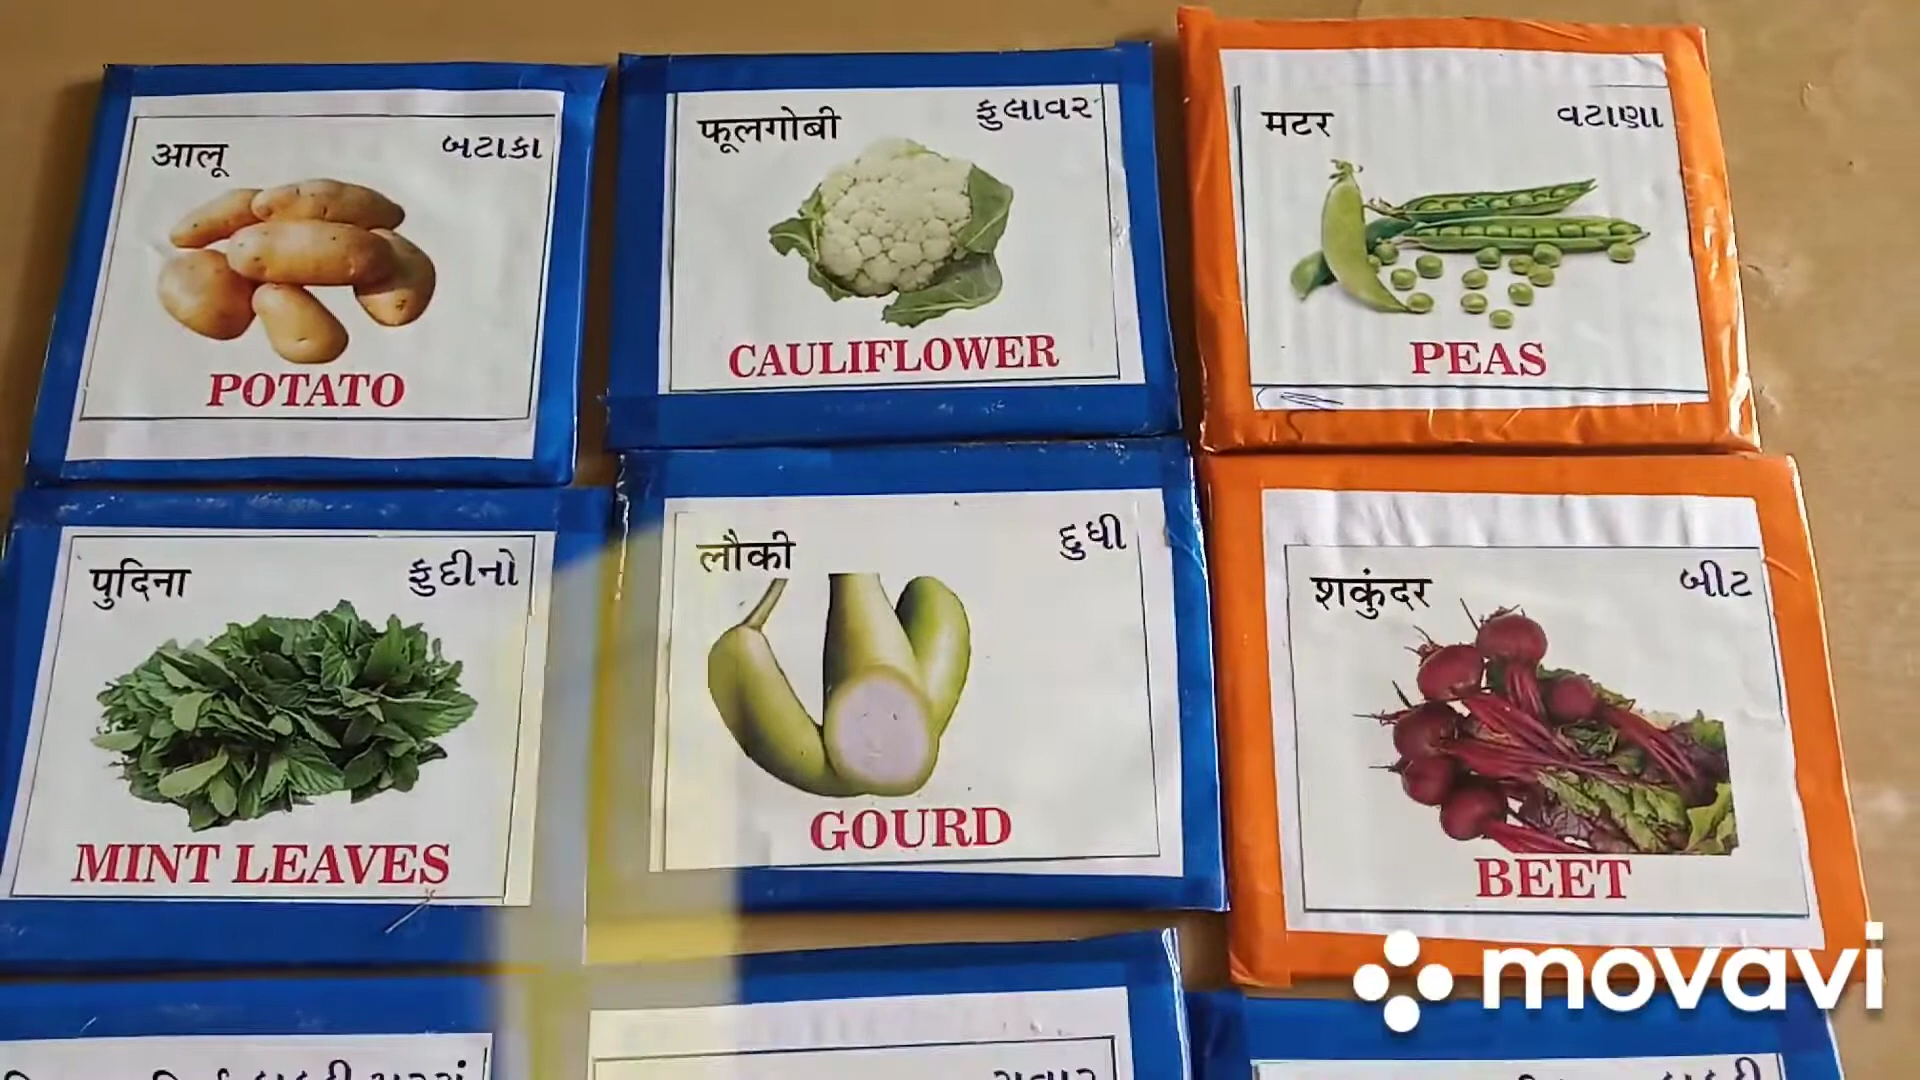 आलू બટાકા
POTATO
फूलगोबी ફુલાવર
CAULIFLOWER
मटर વટાણા
PEAS
पुदिना ફુદીનો
MINT LEAVES
लौकी દુધી
GOURD
शकुंदर બીટ
BEET
movavi